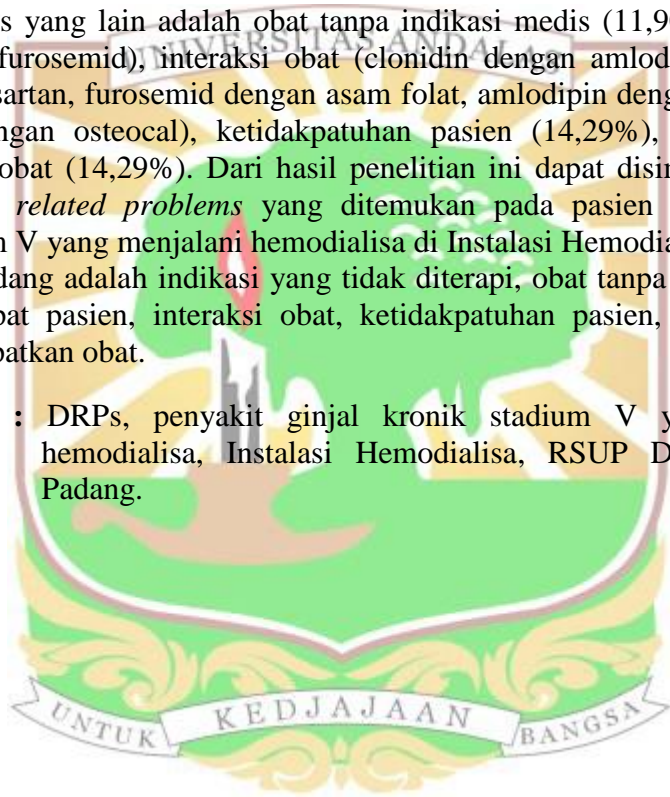 s yang lain adalah obat tanpa indikasi medis (11,9
furosemid), interaksi obat (clonidin dengan amlod
sartan, furosemid dengan asam folat, amlodipin deng
ngan osteocal), ketidakpatuhan pasien (14,29%),
obat (14,29%). Dari hasil penelitian ini dapat disin
related problems yang ditemukan pada pasien
n V yang menjalani hemodialisa di Instalasi Hemodia
dang adalah indikasi yang tidak diterapi, obat tanpa
pat pasien, interaksi obat, ketidakpatuhan pasien,
patkan obat.
: DRPs, penyakit ginjal kronik stadium V y
hemodialisa, Instalasi Hemodialisa, RSUP D
Padang.
UNIVERSITAS ANDALAS
UNTUK KEDJAJAAN BANGSA